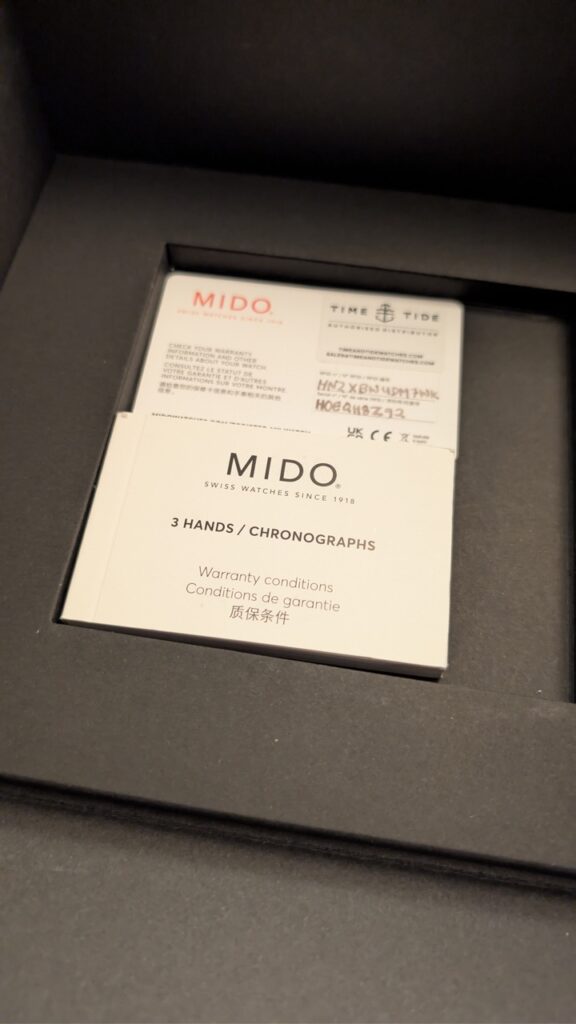 MIDO®
SWISS WATCHES SINCE 1918
TIME TIDE
AUTHORISED DISTRIBUTOR
TIMEANDTIDEWATCHES.COM
CHECK YOUR WARRANTY
INFORMATION AND OTHER
DETAILS ABOUT YOUR WATCH
CONSULTEZ LE STATUT DE
VOTRE GARANTIE ET D'AUTRES
INFORMATIONS SUR VOTRE MONTRE
UK
CA CE
MIDO®
SWISS WATCHES SINCE 1918
3 HANDS / CHRONOGRAPHS
Warranty conditions
Conditions de garantie
质保条件